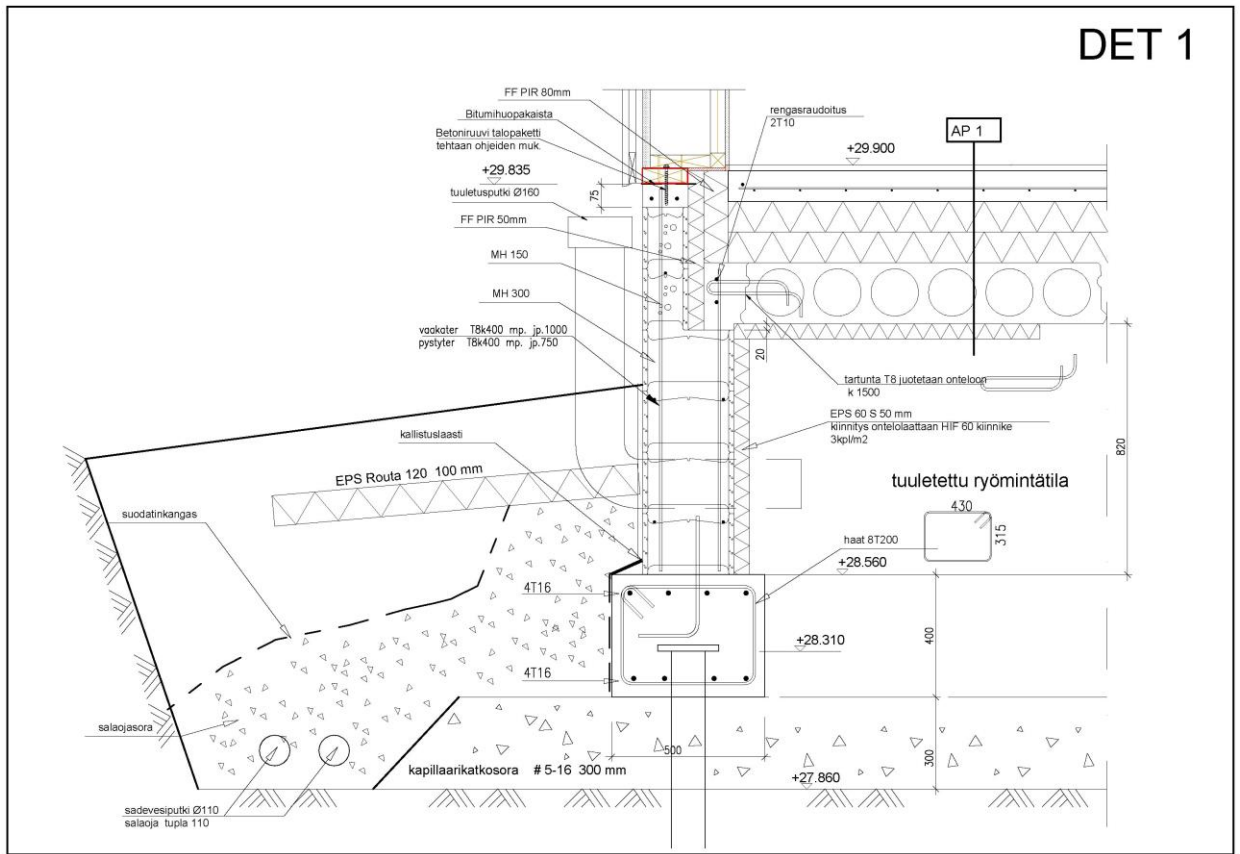 DET 1
FF PIR 80mm
Bitumihuopakaista
Betoniruuvi talopaketti
tehtaan ohjeiden muk.
+29.835
tuuletusputki Ø160
75
FF PIR 50mm
MH 150
MH 300
vaakater T8k400 mp. jp.1000
pystyter T8k400 mp. jp.750
rengasraudoitus
2T10
AP 1
+29.900
20
tartunta T8 juotetaan onteloon
k 1500
EPS 60 S 50 mm
kiinnitys ontelolaattaan HIF 60 kiinnike
3kpl/m2
820
kallistuslaasti
EPS Routa 120 100 mm
suodatinkangas
tuuletettu ryömintätila
430
315
haat 8T200
+28.560
4T16
+28.310
400
4T16
salaojasora
500
300
kapillaarikatkosora # 5-16 300 mm
+27.860
sadevesiputki Ø110
salaoja tupla 110